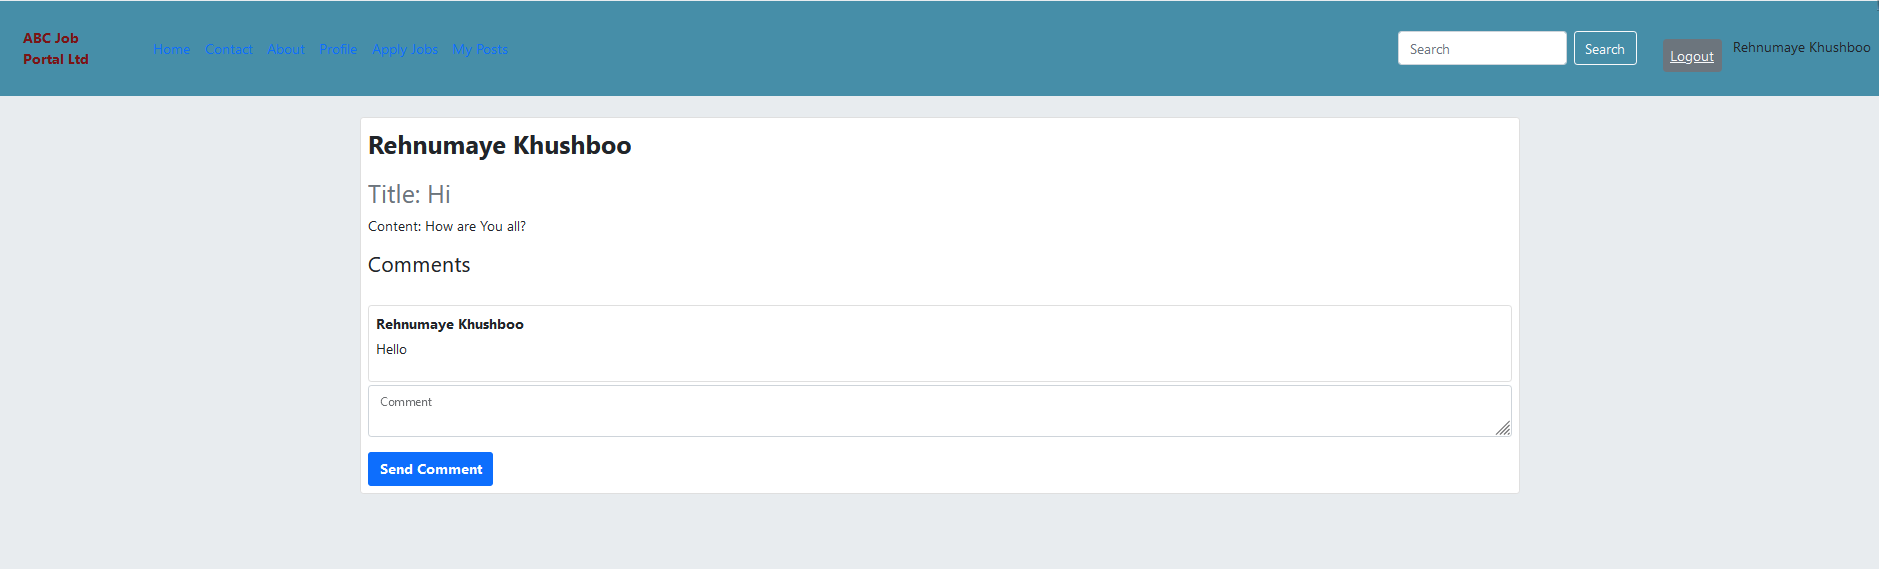 ABC Job
Portal Ltd
Home Contact About Profile Apply Jobs My Posts
Search Search Logout Rehnumaye Khushboo
Rehnumaye Khushboo
Title: Hi
Content: How are You all?
Comments
Rehnumaye Khushboo
Hello
Comment
Send Comment